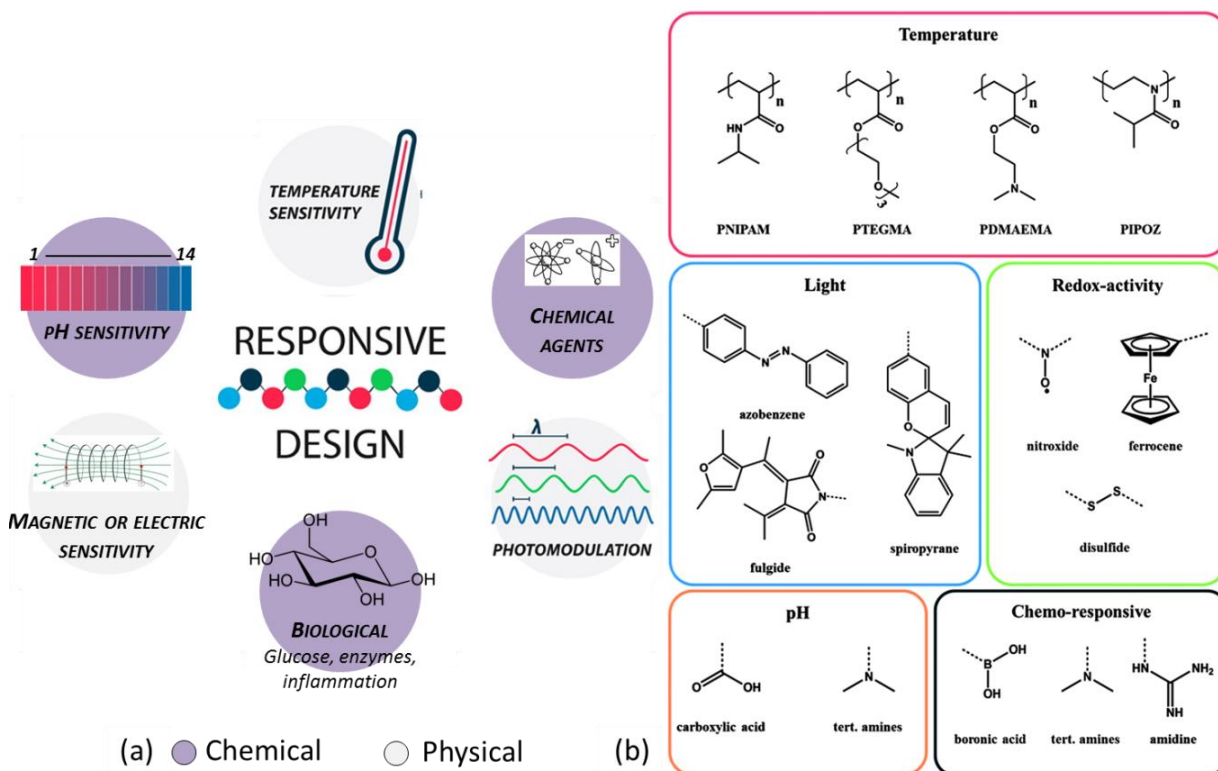 TEMPERATURE
SENSITIVITY
1 14
PH SENSITIVITY
CHEMICAL
AGENTS
RESPONSIVE
DESIGN
MAGNETIC OR ELECTRIC
SENSITIVITY
λ
PHOTOMODULATION
OH
HO
HO
O
OH
OH
BIOLOGICAL
Glucose, enzymes,
inflammation
(a) Chemical Physical (b)
Temperature
n n n n
HN O O O O O N O
O N
PNIPAM PTEGMA PDMAEMA PIPOZ
Light
N
N
azobenzene
O
O
N
O
fulgide
O
N
spiropyrane
Redox-activity
N
O
Fe
nitroxide ferrocene
S S
disulfide
pH
O OH N
carboxylic acid tert. amines
Chemo-responsive
B OH
OH
N
HN NH₂
NH
boronic acid tert. amines amidine